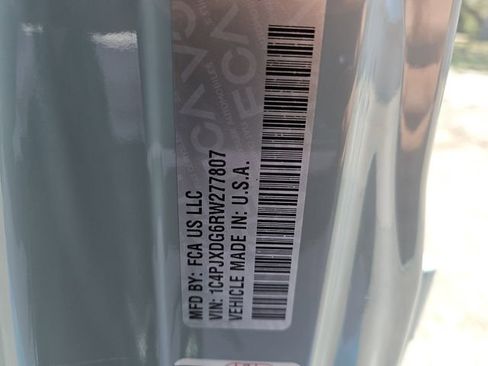 MFD BY: FCA US LLC
VIN: 1C4PJXDG6RW277807
VEHICLE MADE IN: U.S.A.